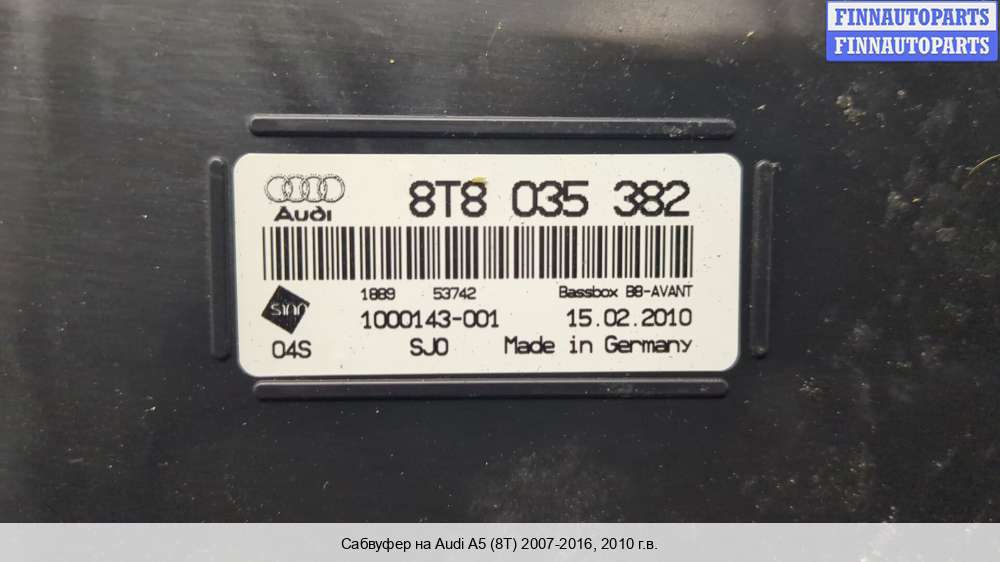 FINNAUTOPARTS
FINNAUTOPARTS
8T8 035 382
Audi
1889 53742 Bassbox B8-AVANT
sinn
1000143-001 15.02.2010
04S SJ0 Made in Germany
Сабвуфер на Audi A5 (8T) 2007-2016, 2010 г.в.